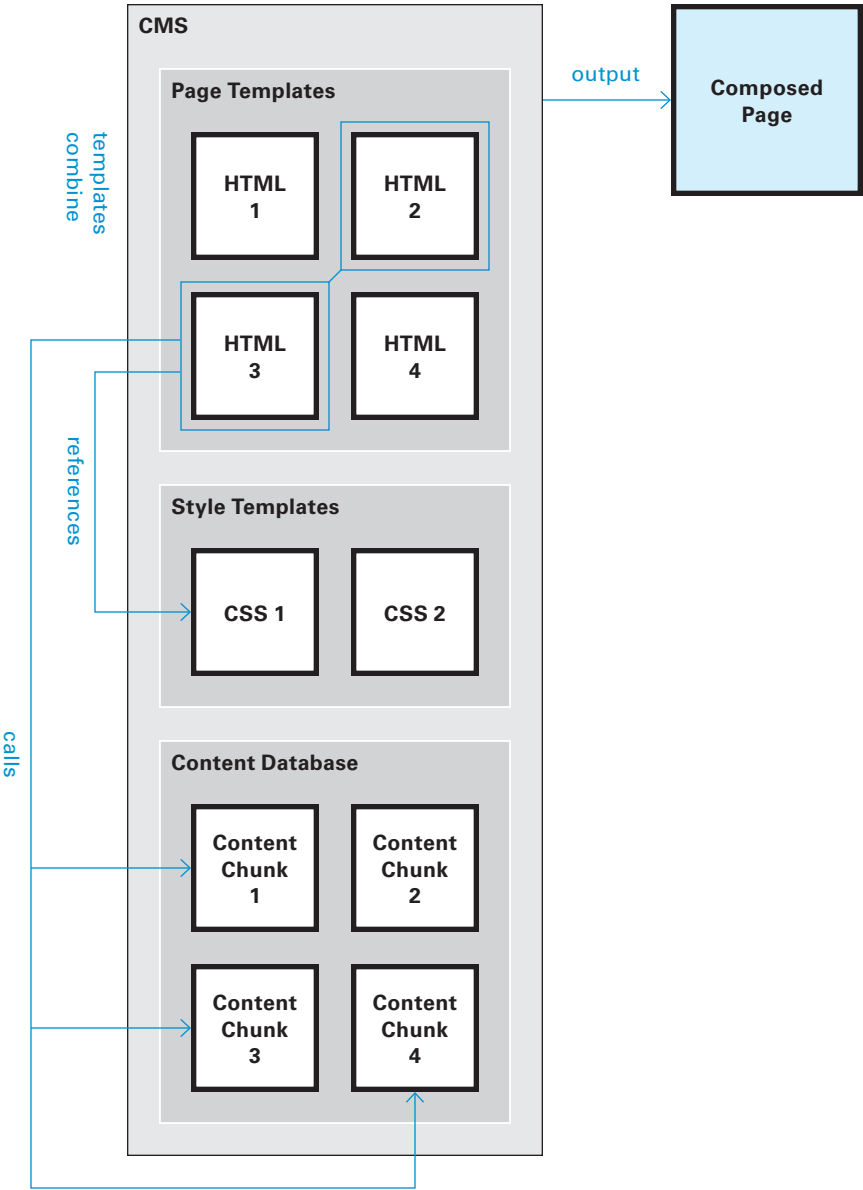 CMS
Page Templates
output
Composed
Page
templates
combine
HTML
1
HTML
2
HTML
3
HTML
4
references
Style Templates
CSS 1
CSS 2
calls
Content Database
Content
Chunk
1
Content
Chunk
2
Content
Chunk
3
Content
Chunk
4